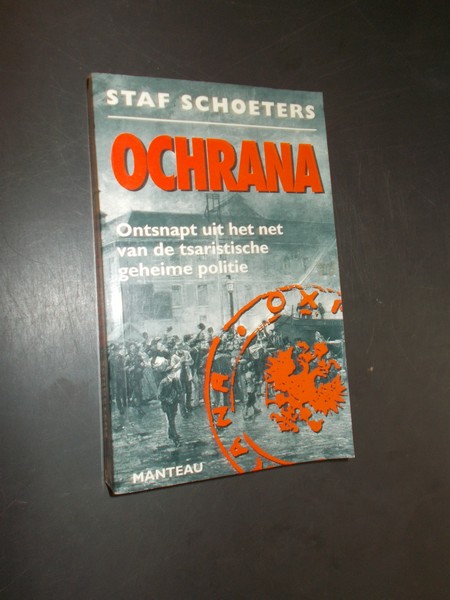 STAF SCHOETERS
OCHRANA
Ontsnapt uit het net
van de tsaristische
geheime politie
MANTEAU